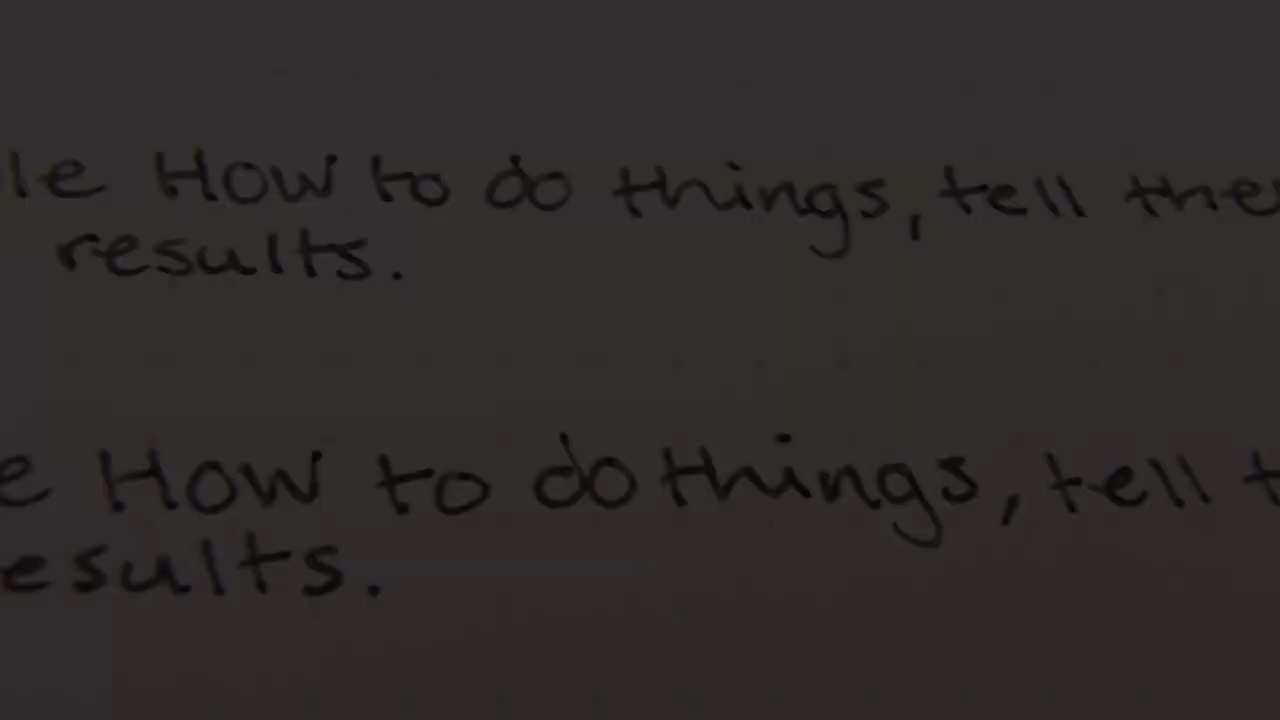 le How to do things, tell the
results.
e How to do things, tell t
esults.